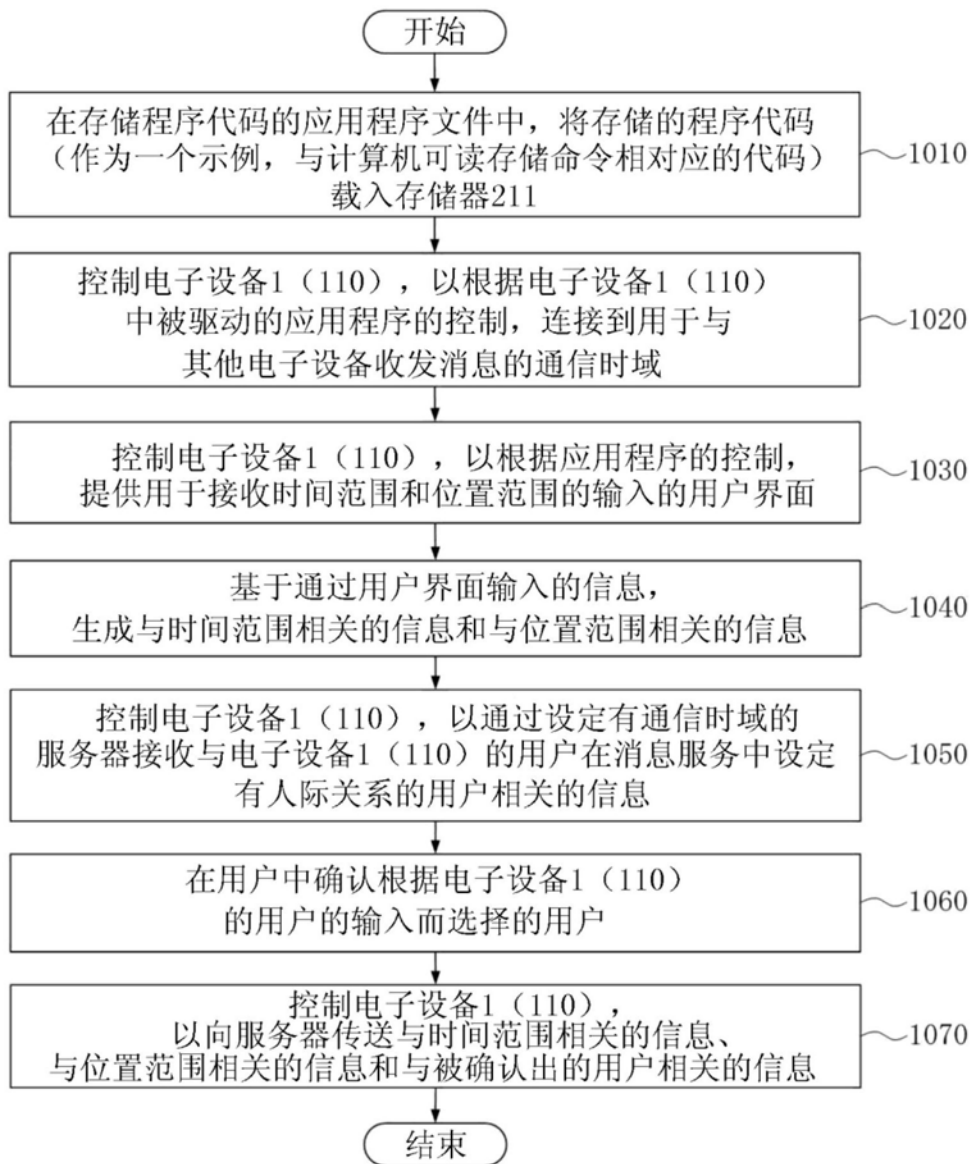 开始
在存储程序代码的应用程序文件中，将存储的程序代码
（作为一个示例，与计算机可读存储命令相对应的代码）
载入存储器211
1010
控制电子设备1（110），以根据电子设备1（110）
中被驱动的应用程序的控制，连接到用于与
其他电子设备收发消息的通信时域
1020
控制电子设备1（110），以根据应用程序的控制，
提供用于接收时间范围和位置范围的输入的用户界面
1030
基于通过用户界面输入的信息，
生成与时间范围相关的信息和与位置范围相关的信息
1040
控制电子设备1（110），以通过设定有通信时域的
服务器接收与电子设备1（110）的用户在消息服务中设定
有人际关系的用户相关的信息
1050
在用户中确认根据电子设备1（110）
的用户的输入而选择的用户
1060
控制电子设备1（110），
以向服务器传送与时间范围相关的信息、
与位置范围相关的信息和与被确认出的用户相关的信息
1070
结束